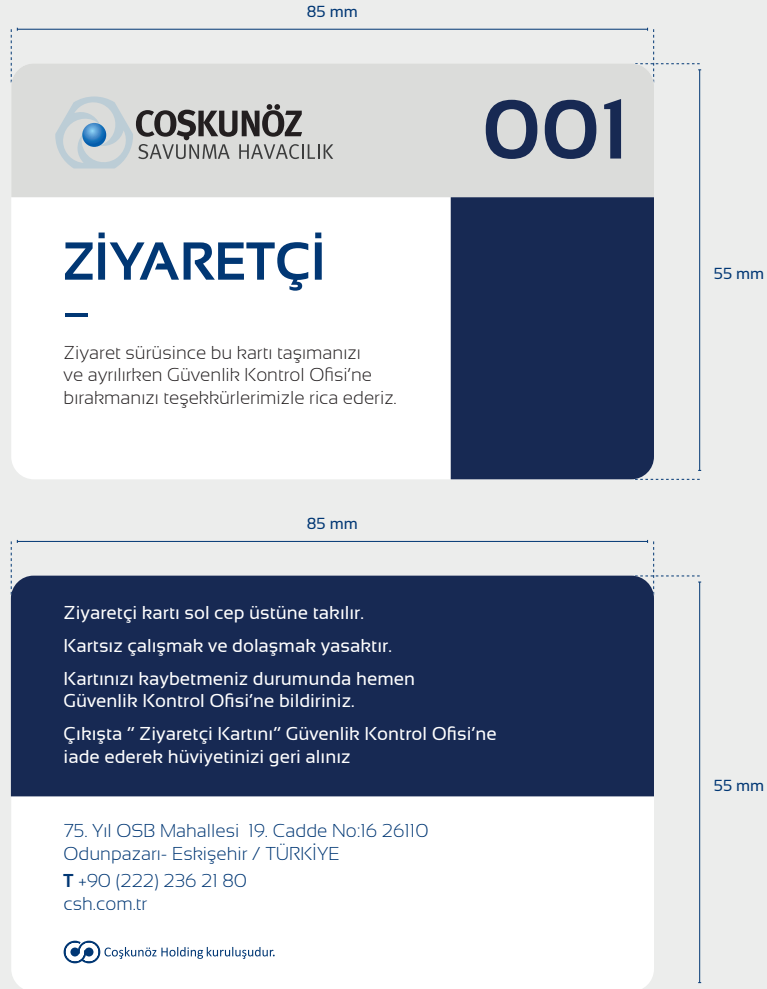 85 mm
COŞKUNÖZ
SAVUNMA HAVACILIK
001
55 mm
ZİYARETÇİ
Ziyaret sürüsince bu kartı taşımanızı
ve ayrılırken Güvenlik Kontrol Ofisi’ne
bırakmanızı teşekkürlerimizle rica ederiz.
85 mm
Ziyaretçi kartı sol cep üstüne takılır.
Kartsız çalışmak ve dolaşmak yasaktır.
Kartınızı kaybetmeniz durumunda hemen
Güvenlik Kontrol Ofisi’ne bildiriniz.
Çıkışta “ Ziyaretçi Kartını” Güvenlik Kontrol Ofisi’ne
iade ederek hüviyetinizi geri alınız
55 mm
75. Yıl OSB Mahallesi  19. Cadde No:16 26110
Odunpazarı- Eskişehir / TÜRKİYE
T +90 (222) 236 21 80
csh.com.tr
Coşkunöz Holding kuruluşudur.